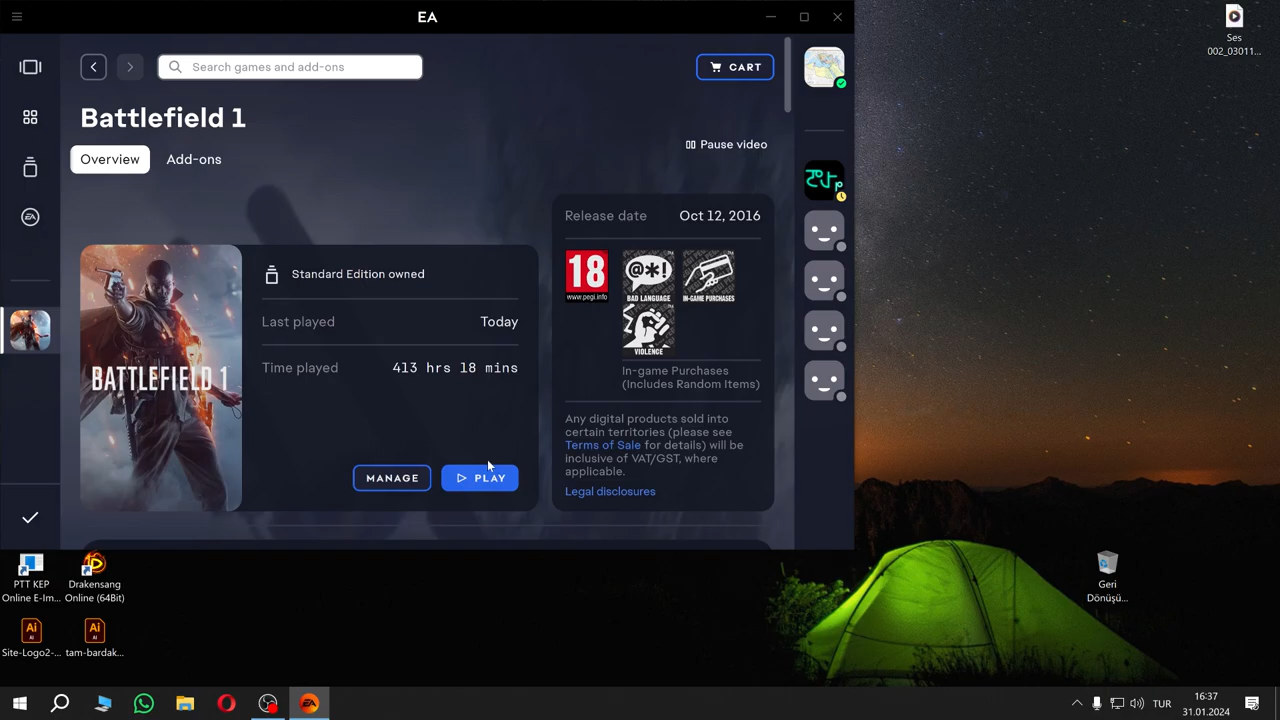 EA
Search games and add-ons
CART
Battlefield 1
Pause video
Overview
Add-ons
Release date
Oct 12, 2016
18
www.pegi.info
@*!
BAD LANGUAGE
IN-GAME PURCHASES
VIOLENCE
In-game Purchases
(Includes Random Items)
Any digital products sold into
certain territories (please see
Terms of Sale for details) will be
inclusive of VAT/GST, where
applicable.
Legal disclosures
BATTLEFIELD 1
Standard Edition owned
Last played
Today
Time played
413 hrs 18 mins
MANAGE
PLAY
Ses
002_03011...
PTT KEP
Online E-Im...
Drakensang
Online (64Bit)
Ai
Site-Logo2-...
Ai
tam-bardak...
Geri
Dönüşü...
EA
TUR
16:37
31.01.2024